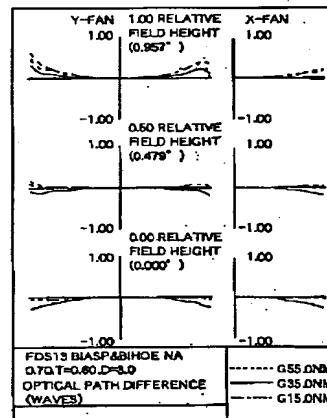 Y-FAN 1.00 RELATIVE X-FAN
1.00 FIELD HEIGHT 1.00
(0.957°)
-1.00 -1.00
0.50 RELATIVE
1.00 FIELD HEIGHT 1.00
(0.479°)
-1.00 -1.00
0.00 RELATIVE
1.00 FIELD HEIGHT 1.00
(0.000°)
-1.00 -1.00
FDS13 BIASP&BIHOE NA
0.70,T=0.60,D=3.0
OPTICAL PATH DIFFERENCE
(WAVES)
655.0NM
635.0NM
615.0NM